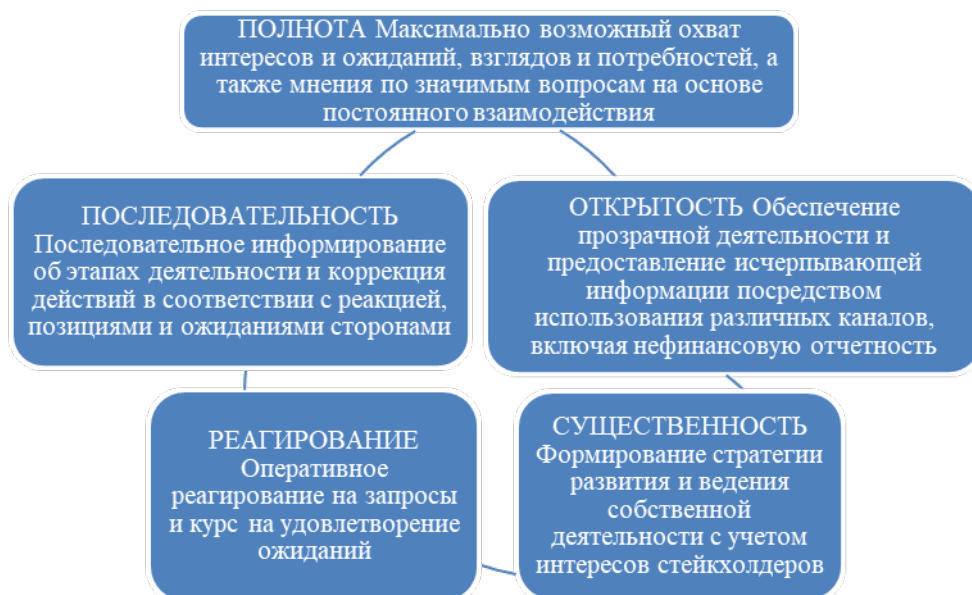 ПОЛНОТА Максимально возможный охват
интересов и ожиданий, взглядов и потребностей, а
также мнения по значимым вопросам на основе
постоянного взаимодействия
ПОСЛЕДОВАТЕЛЬНОСТЬ
Последовательное информирование
об этапах деятельности и коррекция
действий в соответствии с реакцией,
позициями и ожиданиями сторонами
ОТКРЫТОСТЬ Обеспечение
прозрачной деятельности и
предоставление исчерпывающей
информации посредством
использования различных каналов,
включая нефинансовую отчетность
РЕАГИРОВАНИЕ
Оперативное
реагирование на запросы
и курс на удовлетворение
ожиданий
СУЩЕСТВЕННОСТЬ
Формирование стратегии
развития и ведения
собственной
деятельности с учетом
интересов стейкхолдеров